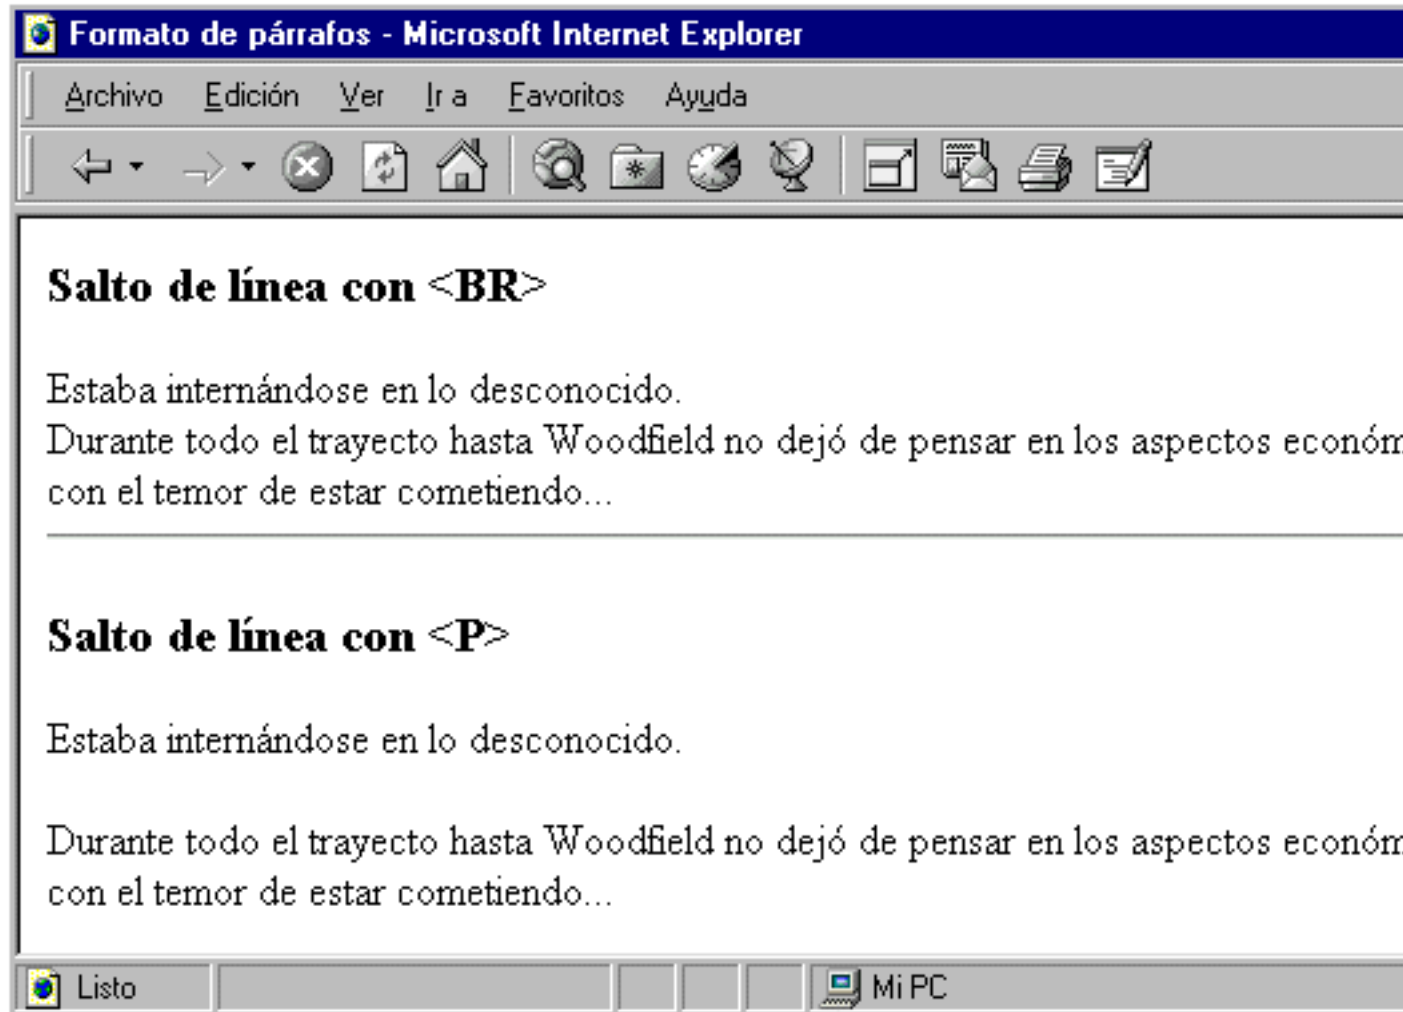 Formato de párrafos - Microsoft Internet Explorer
Archivo Edición Ver Ir a Favoritos Ayuda
Salto de línea con <BR>
Estaba internándose en lo desconocido.
Durante todo el trayecto hasta Woodfield no dejó de pensar en los aspectos
con el temor de estar cometiendo...
Salto de línea con <P>
Estaba internándose en lo desconocido.
Durante todo el trayecto hasta Woodfield no dejó de pensar en los aspectos
con el temor de estar cometiendo...
Listo Mi PC